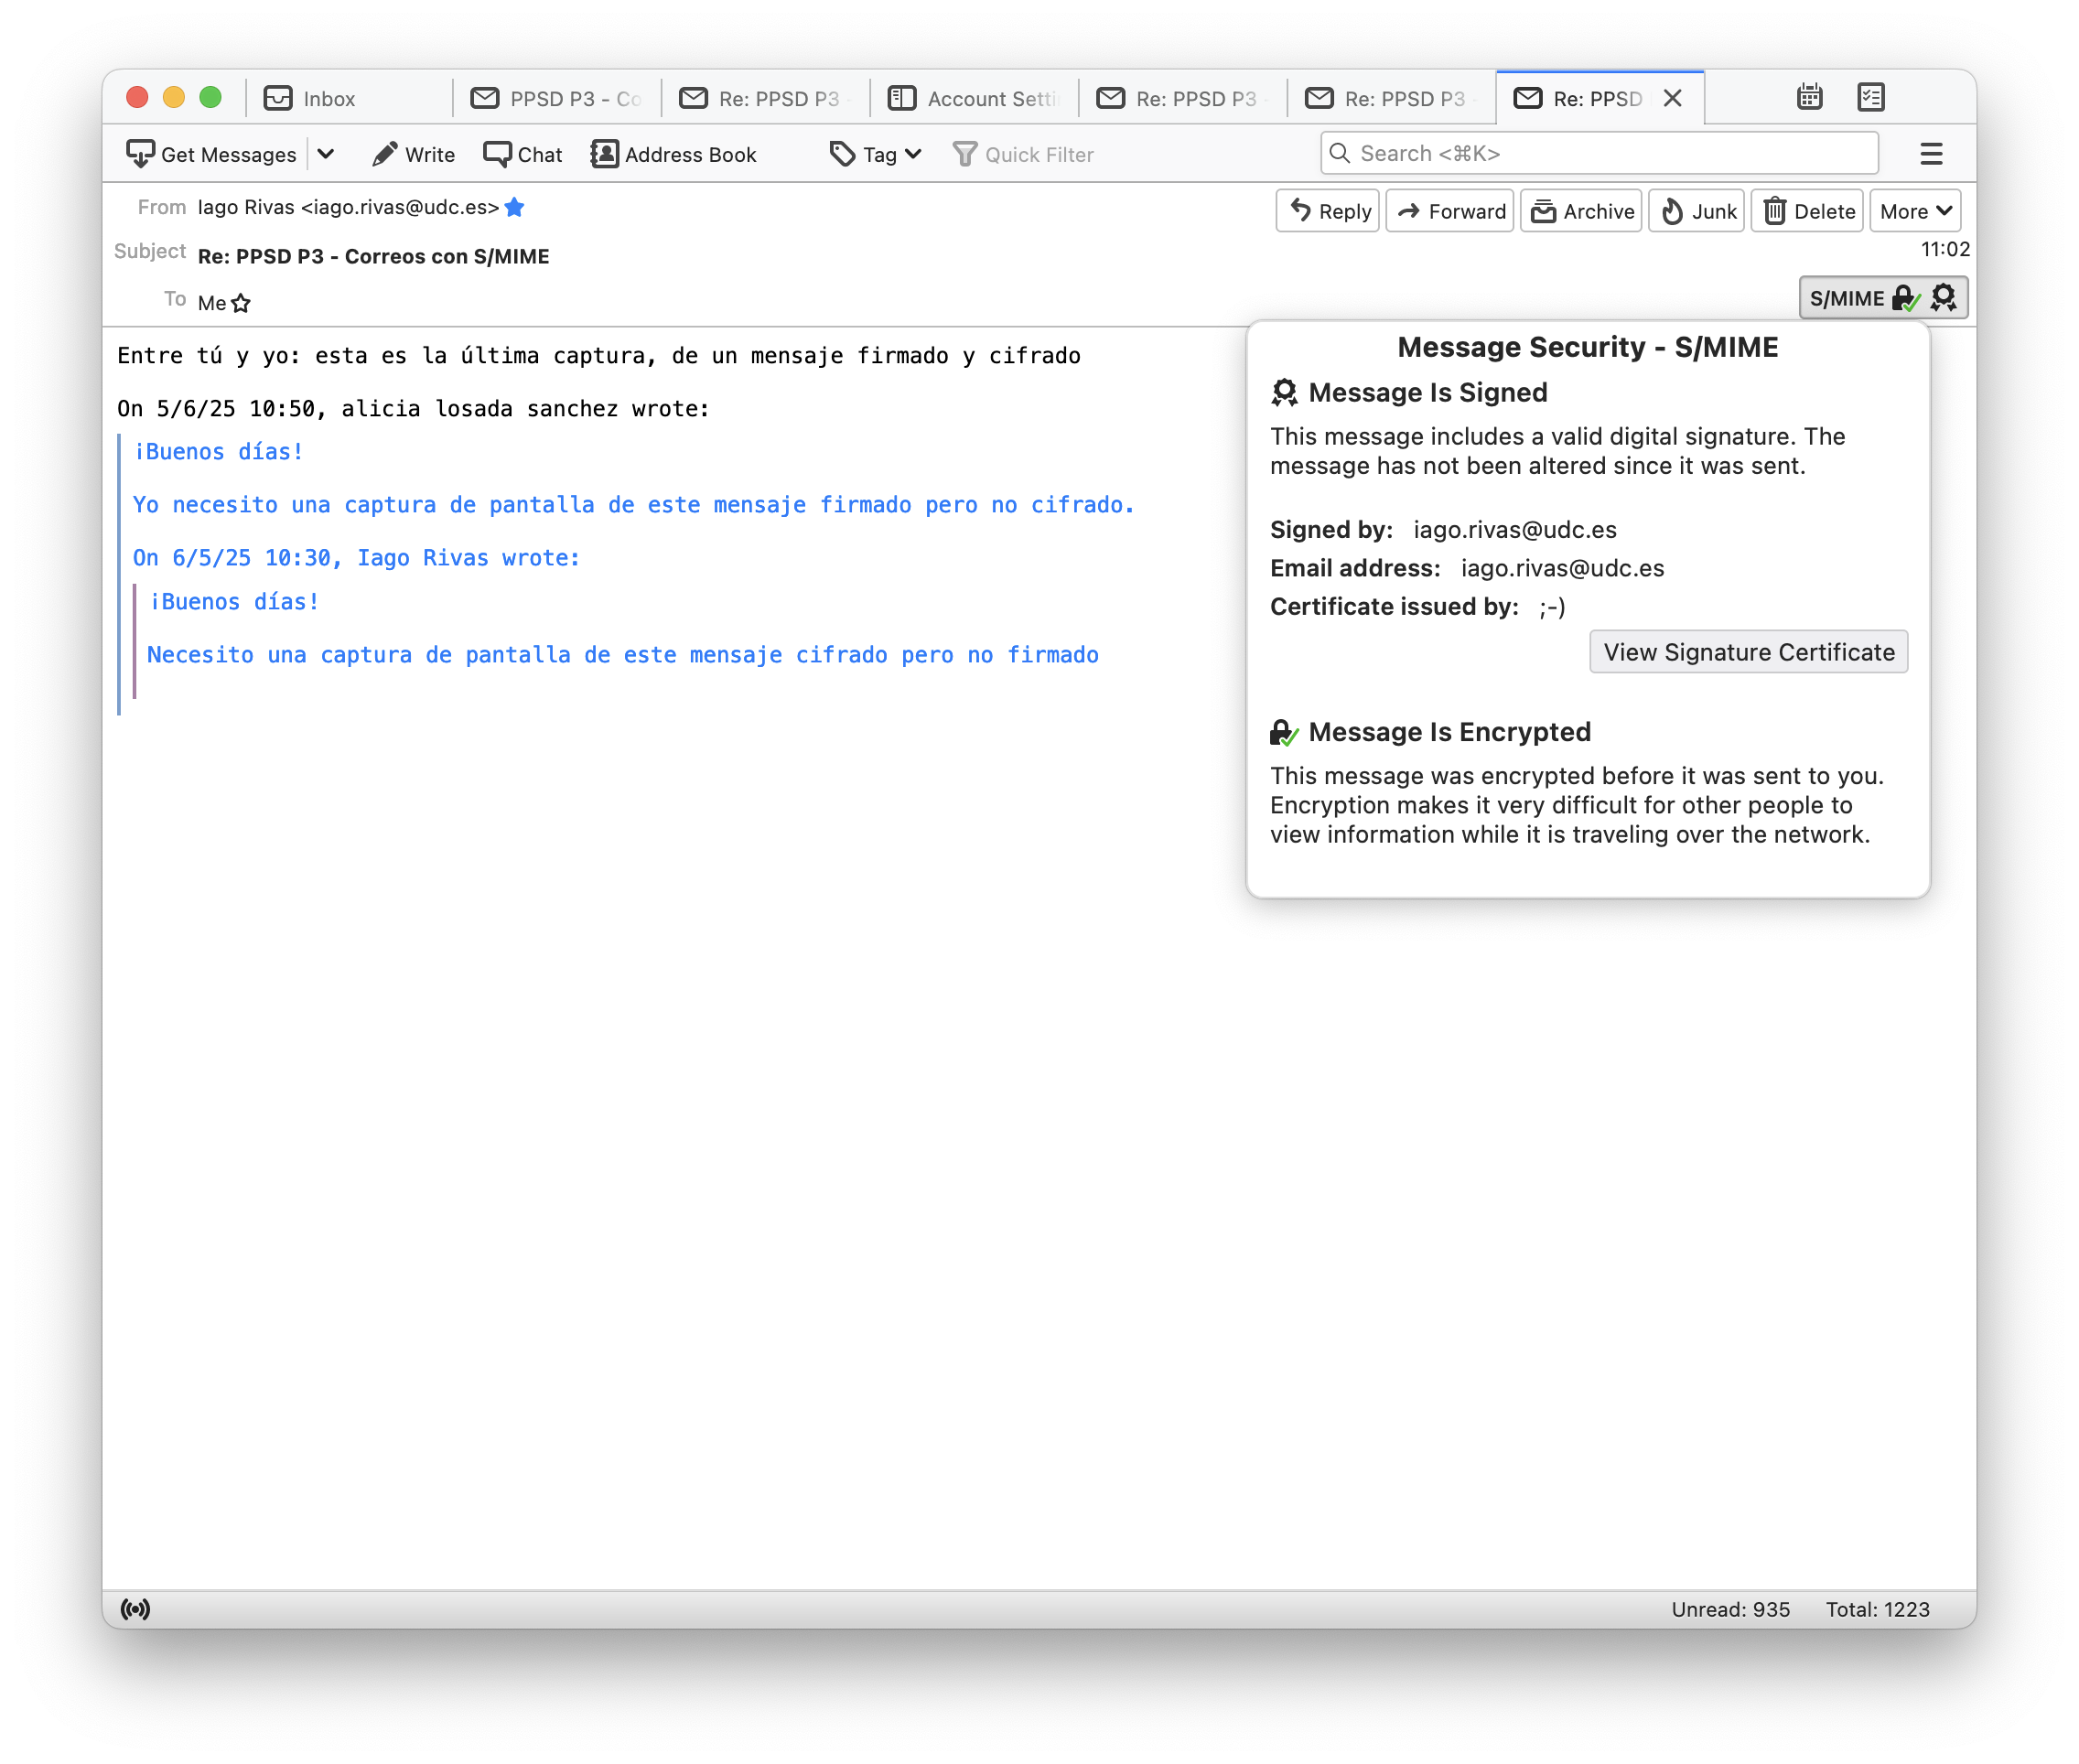 Inbox
PPSD P3 - Co
Re: PPSD P3 -
Account Setti
Re: PPSD P3 -
Re: PPSD P3 -
Re: PPSD
Get Messages
Write
Chat
Address Book
Tag
Quick Filter
Search <⌘K>
From Iago Rivas <iago.rivas@udc.es>
Reply
Forward
Archive
Junk
Delete
More
Subject Re: PPSD P3 - Correos con S/MIME
11:02
To Me
S/MIME
Entre tú y yo: esta es la última captura, de un mensaje firmado y cifrado
On 5/6/25 10:50, alicia losada sanchez wrote:
¡Buenos días!
Yo necesito una captura de pantalla de este mensaje firmado pero no cifrado.
On 6/5/25 10:30, Iago Rivas wrote:
¡Buenos días!
Necesito una captura de pantalla de este mensaje cifrado pero no firmado
Message Security - S/MIME
Message Is Signed
This message includes a valid digital signature. The
message has not been altered since it was sent.
Signed by: iago.rivas@udc.es
Email address: iago.rivas@udc.es
Certificate issued by: ;-)
View Signature Certificate
Message Is Encrypted
This message was encrypted before it was sent to you.
Encryption makes it very difficult for other people to
view information while it is traveling over the network.
Unread: 935
Total: 1223